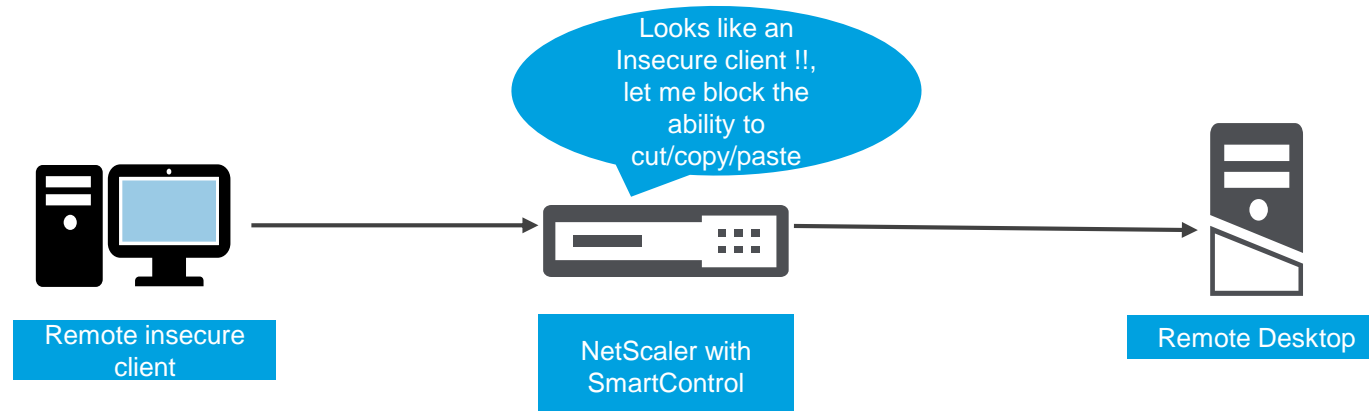 Looks like an
Insecure client !!,
let me block the
ability to
cut/copy/paste
Remote insecure
client
NetScaler with
SmartControl
Remote Desktop